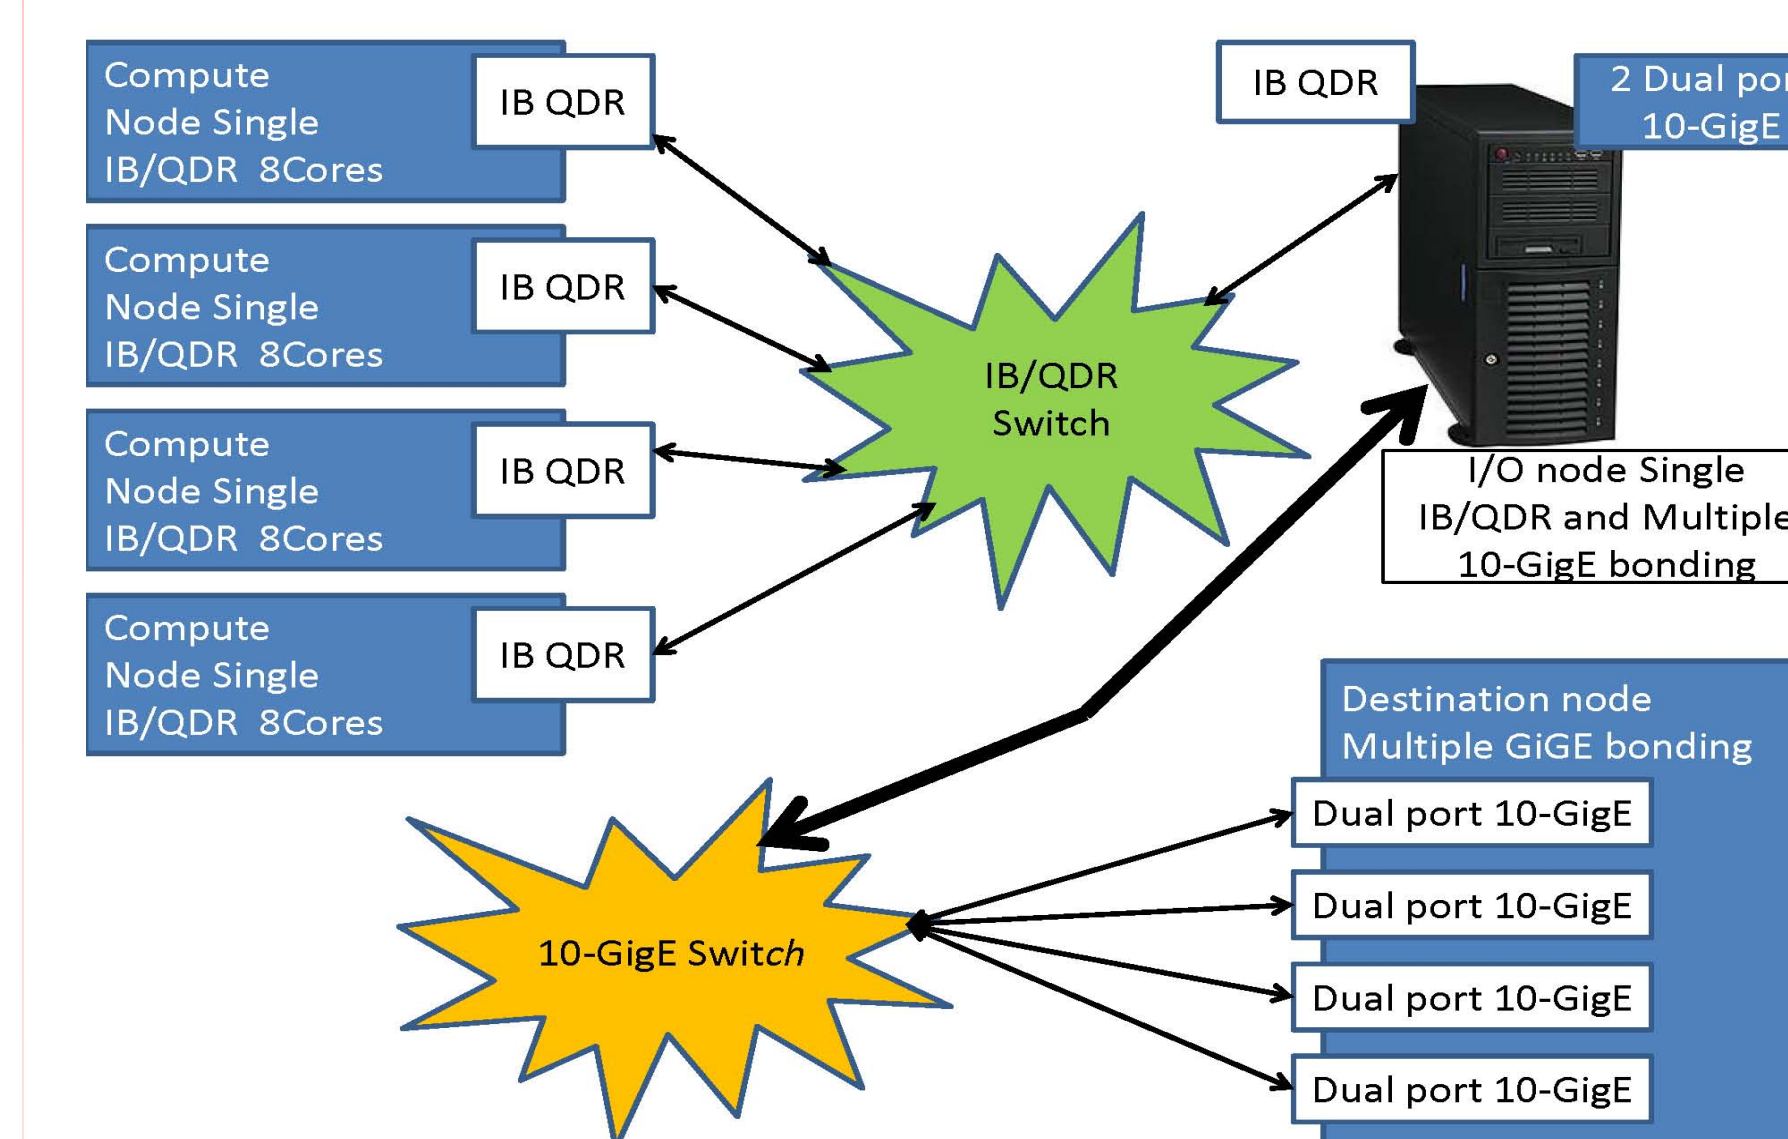 Compute
Node Single
IB/QDR 8Cores
IB QDR
Compute
Node Single
IB/QDR 8Cores
IB QDR
Compute
Node Single
IB/QDR 8Cores
IB QDR
Compute
Node Single
IB/QDR 8Cores
IB QDR
IB/QDR
Switch
IB QDR
2 Dual por
10-GigE
I/O node Single
IB/QDR and Multiple
10-GigE bonding
10-GigE Switch
Destination node
Multiple GiGE bonding
Dual port 10-GigE
Dual port 10-GigE
Dual port 10-GigE
Dual port 10-GigE